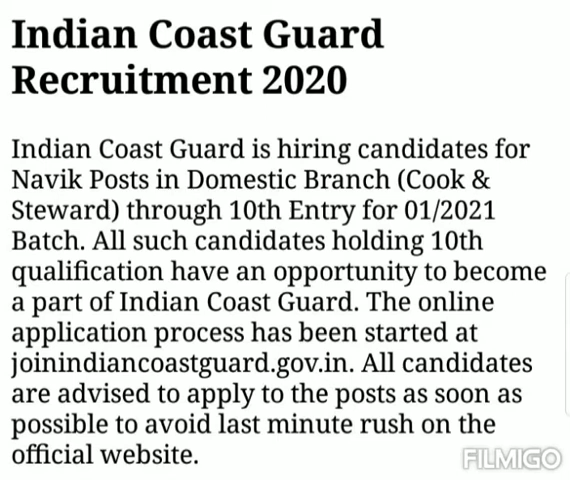 Indian Coast Guard
Recruitment 2020
Indian Coast Guard is hiring candidates for
Navik Posts in Domestic Branch (Cook &
Steward) through 10th Entry for 01/2021
Batch. All such candidates holding 10th
qualification have an opportunity to become
a part of Indian Coast Guard. The online
application process has been started at
joinindiancoastguard.gov.in. All candidates
are advised to apply to the posts as soon as
possible to avoid last minute rush on the
official website.
FILMIGO